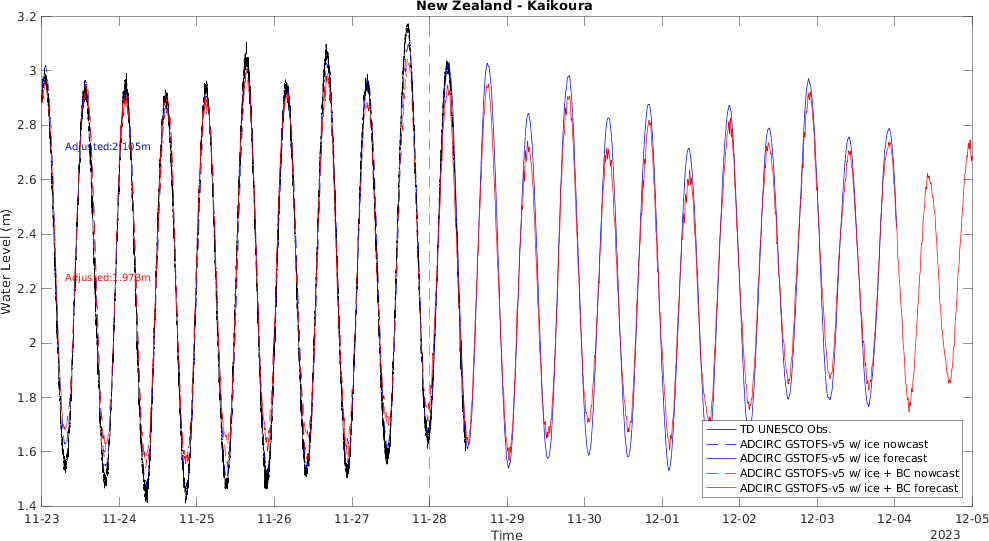 New Zealand - Kaikoura
3.2
3
2.8
2.6
2.4
2.2
2
1.8
1.6
1.4
Water Level (m)
Adjusted:2.105m
Adjusted:1.978m
TD UNESCO Obs.
ADCIRC GSTOFS-v5 w/ ice nowcast
ADCIRC GSTOFS-v5 w/ ice forecast
ADCIRC GSTOFS-v5 w/ ice + BC nowcast
ADCIRC GSTOFS-v5 w/ ice + BC forecast
11-23 11-24 11-25 11-26 11-27 11-28 11-29 11-30 12-01 12-02 12-03 12-04 12-05
Time
2023